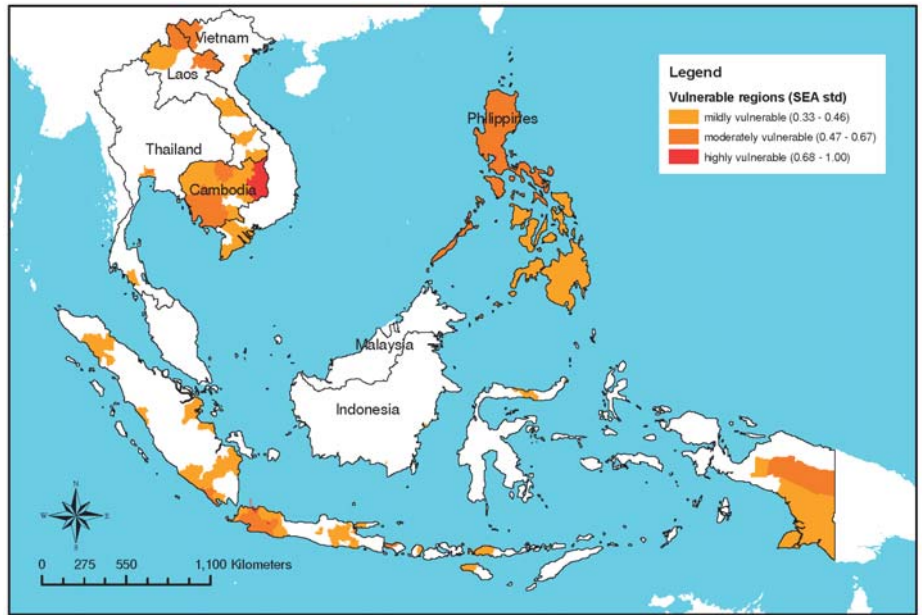 Vietnam
Laos
Thailand
Cambodia
Philippines
Malaysia
Indonesia
Legend
Vulnerable regions (SEA std)
mildly vulnerable (0.33 - 0.46)
moderately vulnerable (0.47 - 0.67)
highly vulnerable (0.68 - 1.00)
N
W E
S
0 275 550 1,100 Kilometers